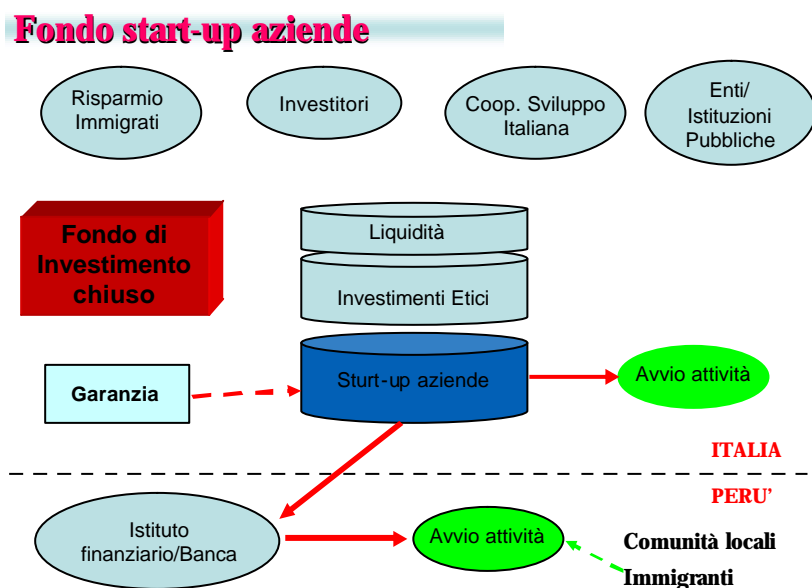 Fondo start-up aziende
Risparmio
Immigrati
Investitori
Coop. Sviluppo
Italiana
Enti/
Istituzioni
Pubbliche
Fondo di
Investimento
chiuso
Liquidità
Investimenti Etici
Garanzia
Sturt-up aziende
Avvio attività
ITALIA
PERU’
Istituto
finanziario/Banca
Avvio attività
Comunità locali
Immigranti